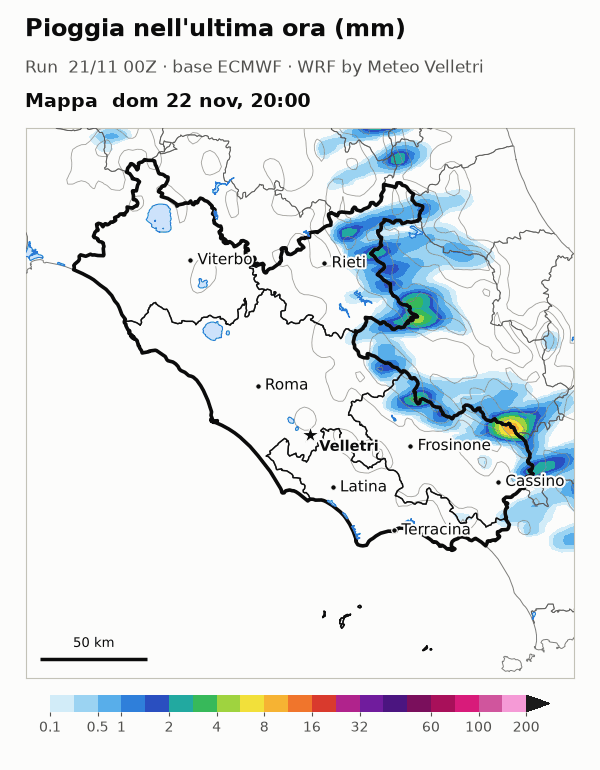 Pioggia nell'ultima ora (mm)
Run 21/11 00Z · base ECMWF · WRF by Meteo Velletri
Mappa dom 22 nov, 20:00
Viterbo
Rieti
Roma
Velletri
Frosinone
Latina
Cassino
Terracina
50 km
0.1 0.5 1 2 4 8 16 32 60 100 200